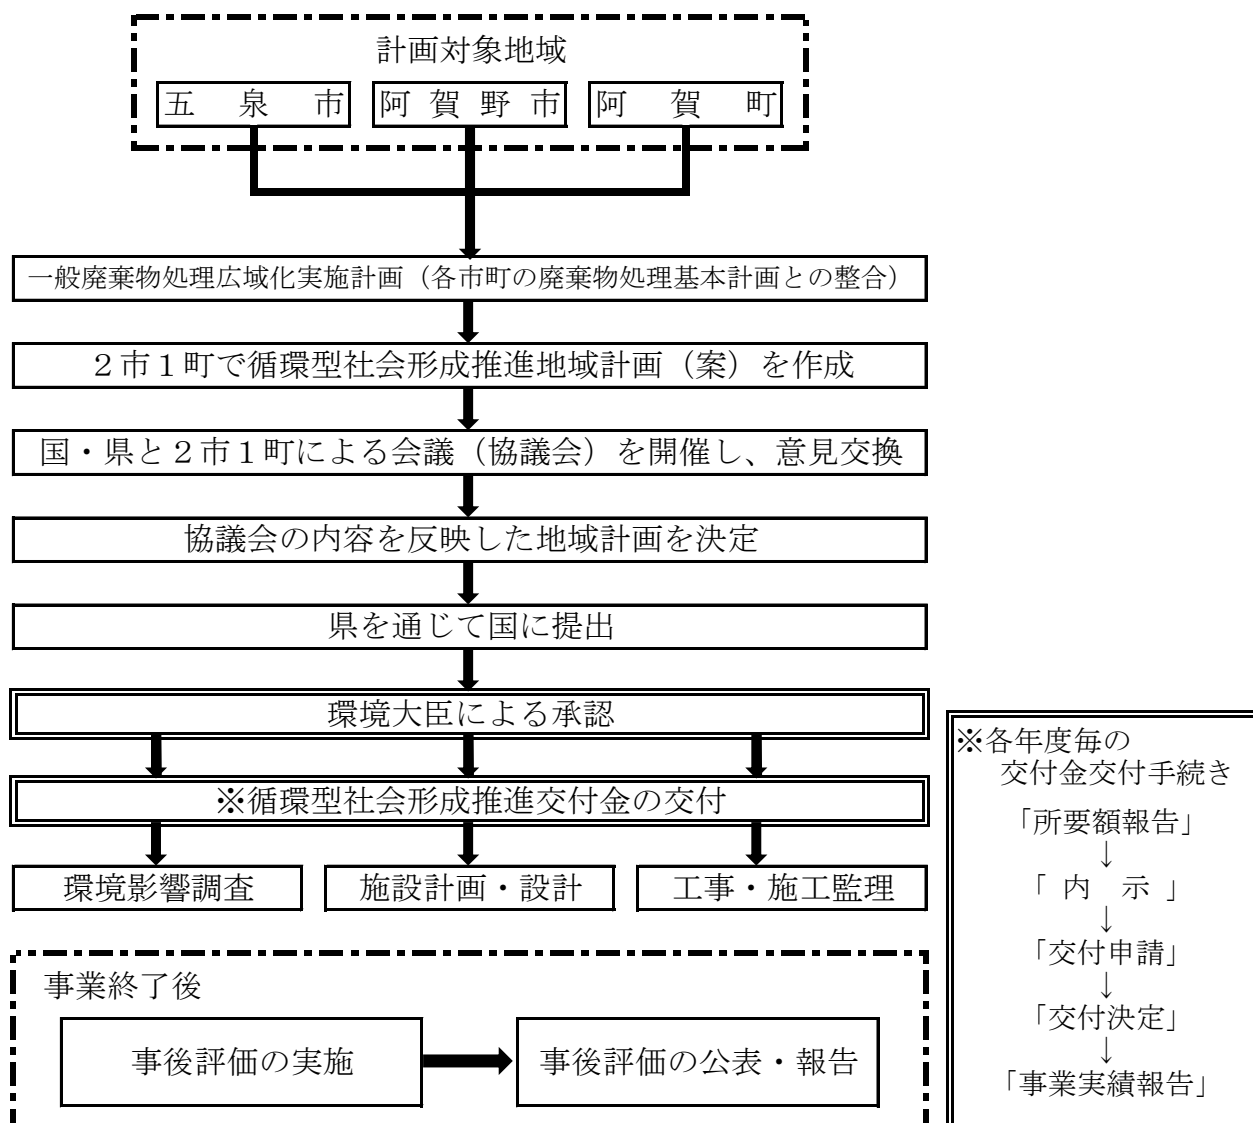 計画対象地域
五泉市
阿賀野市
阿賀町
一般廃棄物処理広域化実施計画（各市町の廃棄物処理基本計画との整合）
２市１町で循環型社会形成推進地域計画（案）を作成
国・県と２市１町による会議（協議会）を開催し、意見交換
協議会の内容を反映した地域計画を決定
県を通じて国に提出
環境大臣による承認
※循環型社会形成推進交付金の交付
環境影響調査
施設計画・設計
工事・施工監理
事業終了後
事後評価の実施
事後評価の公表・報告
※各年度毎の
交付金交付手続き
「所要額報告」
↓
「内示」
↓
「交付申請」
↓
「交付決定」
↓
「事業実績報告」